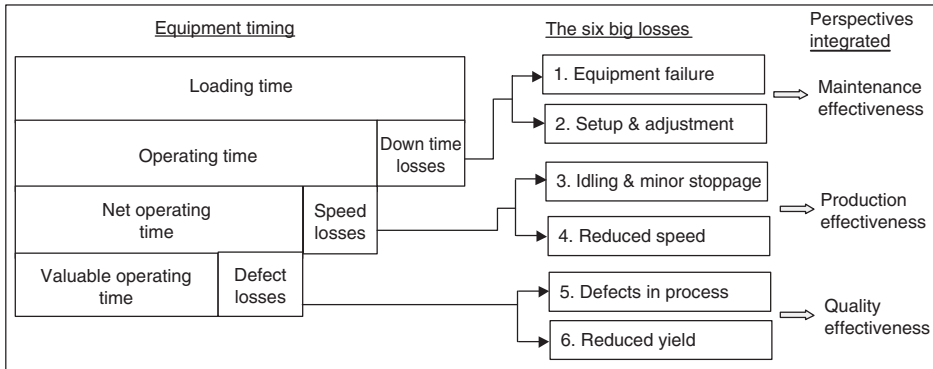 Equipment timing
The six big losses
Perspectives
integrated
Loading time
1. Equipment failure
Maintenance
effectiveness
2. Setup & adjustment
Operating time
Down time
losses
3. Idling & minor stoppage
Production
effectiveness
Net operating
time
Speed
losses
4. Reduced speed
Valuable operating
time
Defect
losses
5. Defects in process
Quality
effectiveness
6. Reduced yield